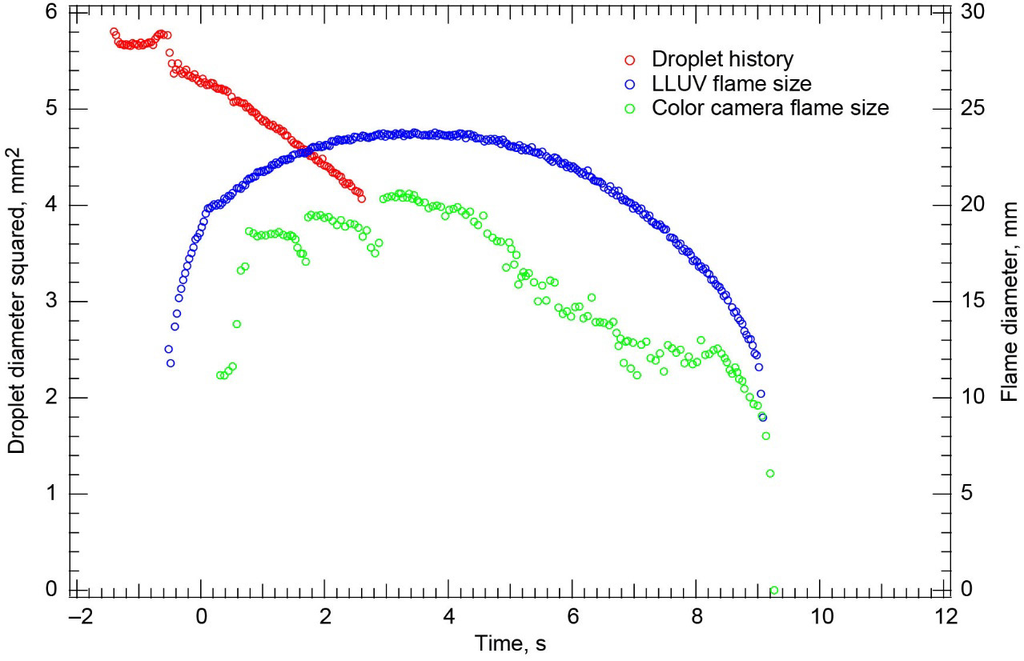 6
5
4
3
2
1
0
Droplet diameter squared, mm2
30
25
20
15
10
5
0
Flame diameter, mm
Droplet history
LLUV flame size
Color camera flame size
–2 0 2 4 6 8 10 12
Time, s